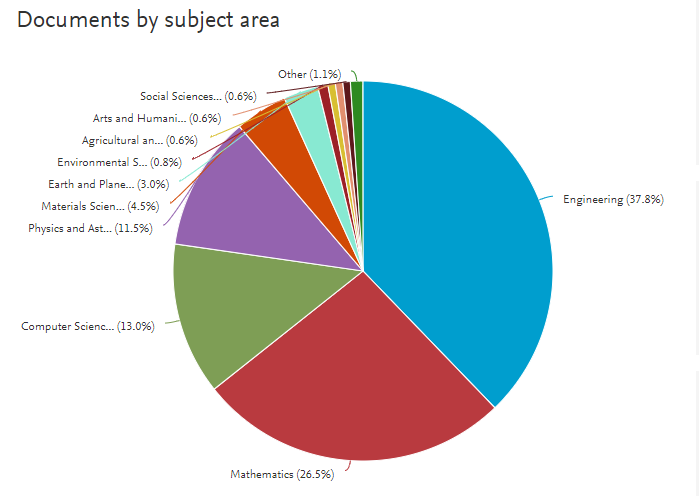 Documents by subject area
Other (1.1%)
Social Sciences... (0.6%)
Arts and Humani... (0.6%)
Agricultural an... (0.6%)
Environmental S... (0.8%)
Earth and Plane... (3.0%)
Materials Scien... (4.5%)
Physics and Ast... (11.5%)
Engineering (37.8%)
Computer Scienc... (13.0%)
Mathematics (26.5%)